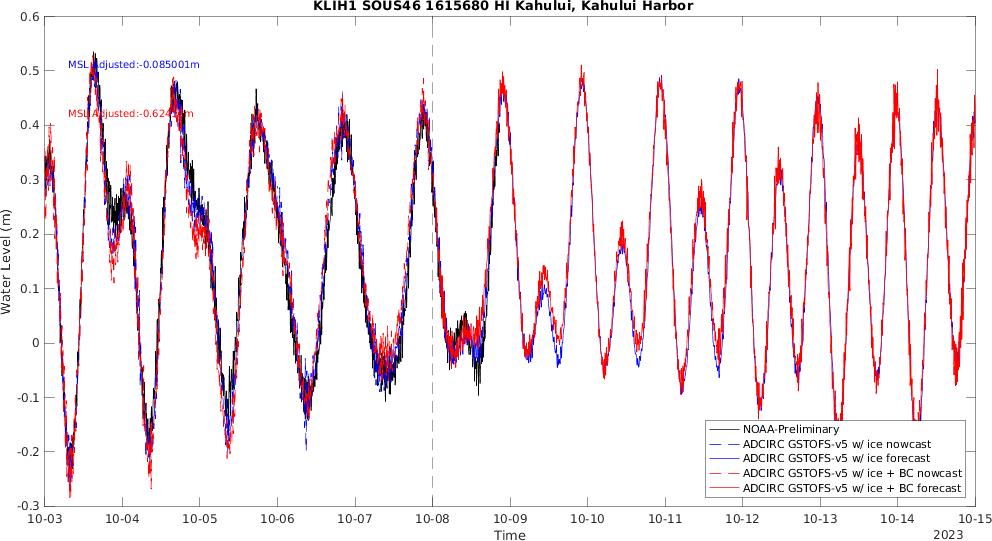 KLIH1 SOUS46 1615680 HI Kahului, Kahului Harbor
0.6
0.5
0.4
0.3
0.2
0.1
0
-0.1
-0.2
-0.3
Water Level (m)
MSL Adjusted:-0.085001m
MSL Adjusted:
NOAA-Preliminary
ADCIRC GSTOFS-v5 w/ ice nowcast
ADCIRC GSTOFS-v5 w/ ice forecast
ADCIRC GSTOFS-v5 w/ ice + BC nowcast
ADCIRC GSTOFS-v5 w/ ice + BC forecast
10-03 10-04 10-05 10-06 10-07 10-08 10-09 10-10 10-11 10-12 10-13 10-14 10-15
Time
2023